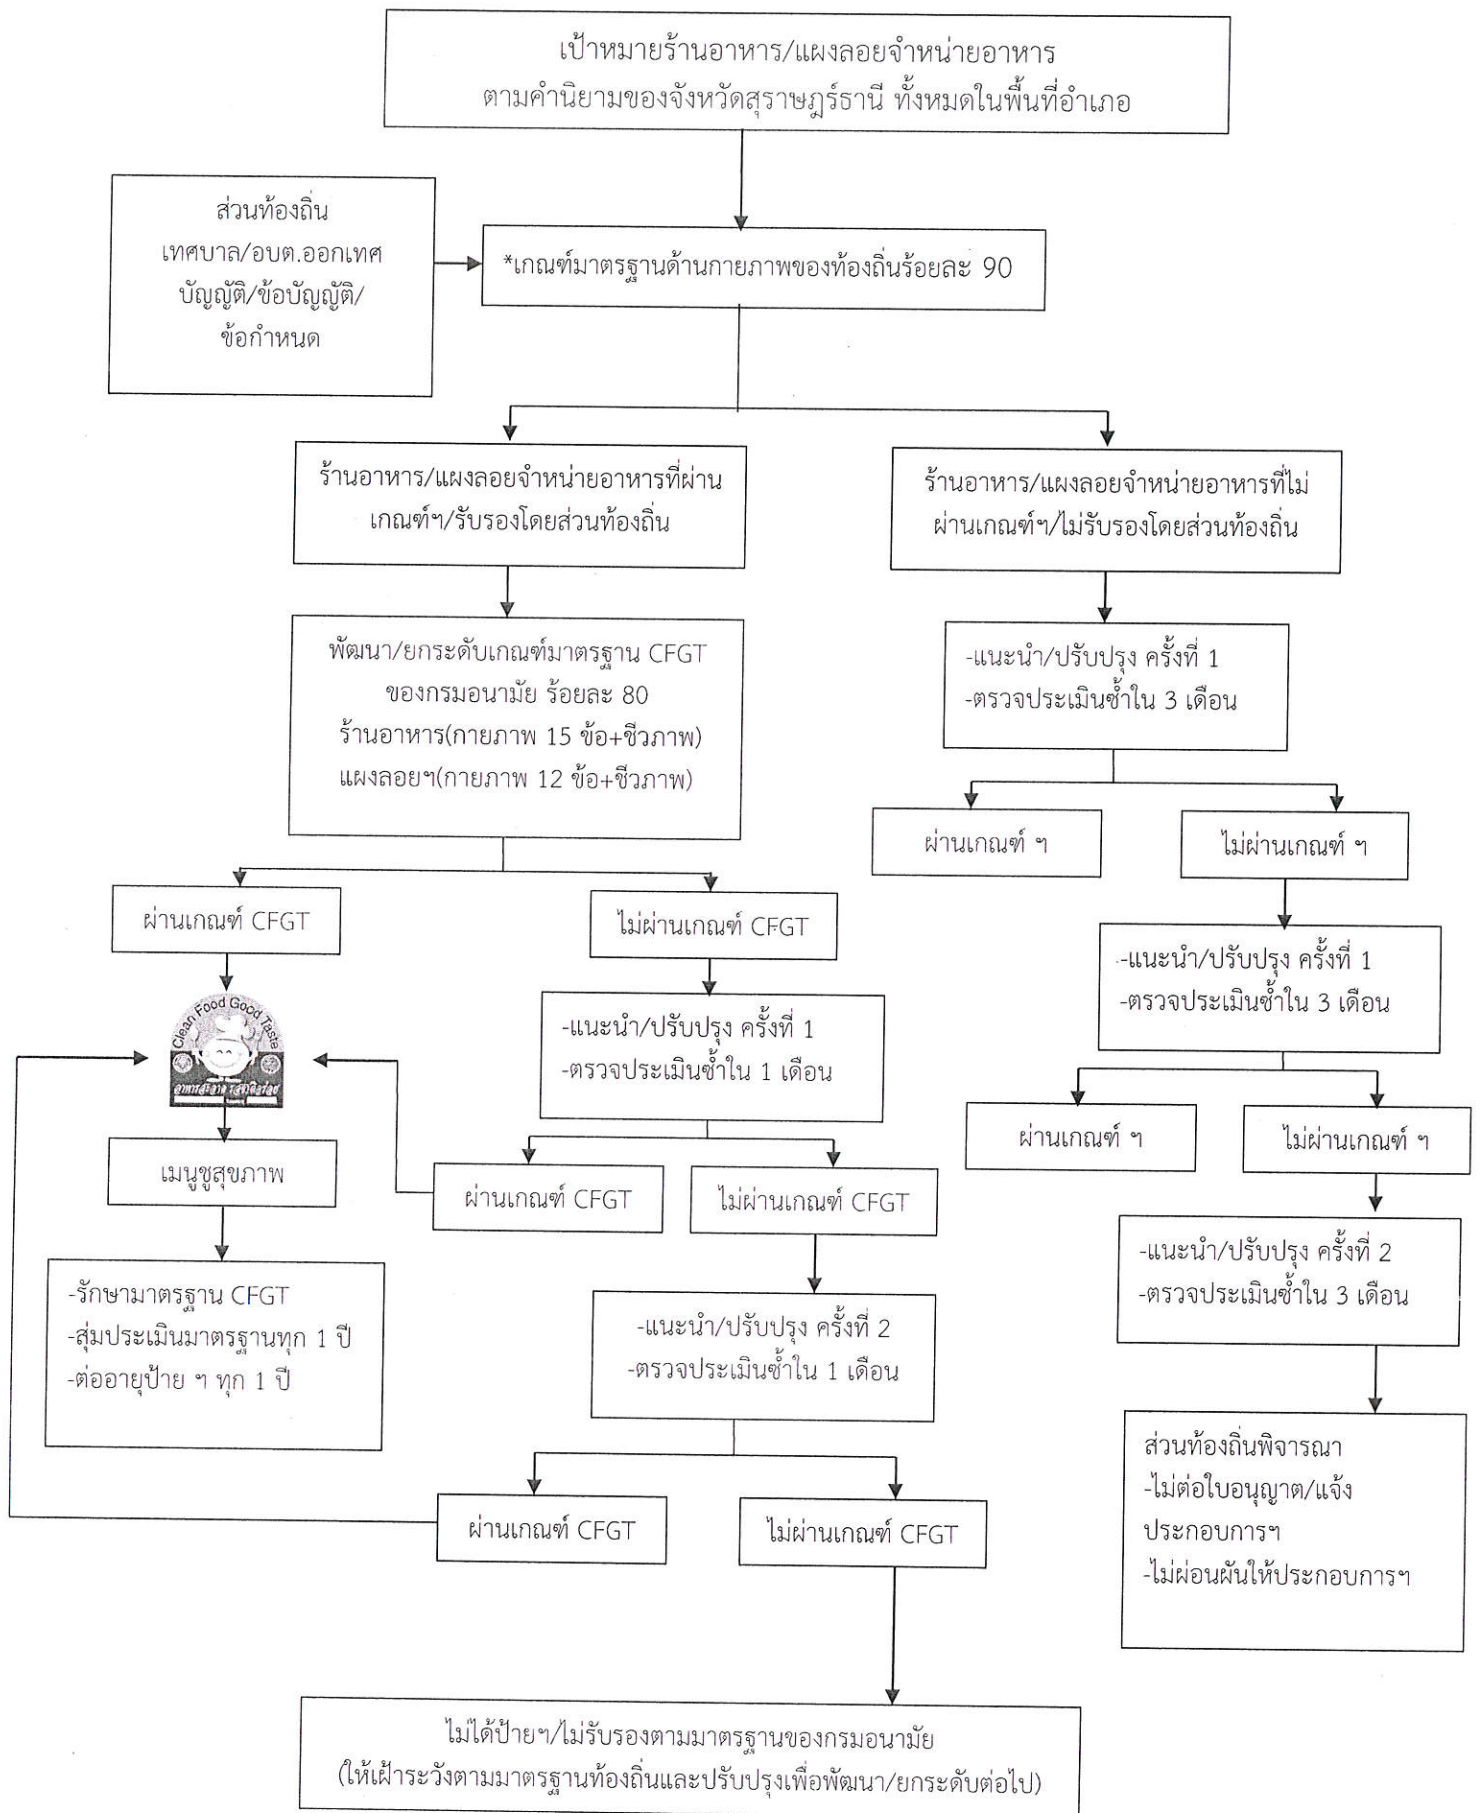 เป้าหมายร้านอาหาร/แผงลอยจำหน่ายอาหาร
ตามคำนิยามของจังหวัดสุราษฎร์ธานี ทั้งหมดในพื้นที่อำเภอ
ส่วนท้องถิ่น
เทศบาล/อบต.ออกเทศ
บัญญัติ/ข้อบัญญัติ/
ข้อกำหนด
*เกณฑ์มาตรฐานด้านกายภาพของท้องถิ่นร้อยละ 90
ร้านอาหาร/แผงลอยจำหน่ายอาหารที่ผ่าน
เกณฑ์ฯ/รับรองโดยส่วนท้องถิ่น
ร้านอาหาร/แผงลอยจำหน่ายอาหารที่ไม่
ผ่านเกณฑ์ฯ/ไม่รับรองโดยส่วนท้องถิ่น
พัฒนา/ยกระดับเกณฑ์มาตรฐาน CFGT
ของกรมอนามัย ร้อยละ 80
ร้านอาหาร(กายภาพ 15 ข้อ+ชีวภาพ)
แผงลอยฯ(กายภาพ 12 ข้อ+ชีวภาพ)
-แนะนำ/ปรับปรุง ครั้งที่ 1
-ตรวจประเมินซ้ำใน 3 เดือน
ผ่านเกณฑ์ ฯ
ไม่ผ่านเกณฑ์ ฯ
ผ่านเกณฑ์ CFGT
ไม่ผ่านเกณฑ์ CFGT
-แนะนำ/ปรับปรุง ครั้งที่ 1
-ตรวจประเมินซ้ำใน 3 เดือน
Clean Food Good Taste
อาหารสะอาด รสชาติอร่อย
-แนะนำ/ปรับปรุง ครั้งที่ 1
-ตรวจประเมินซ้ำใน 1 เดือน
ผ่านเกณฑ์ ฯ
ไม่ผ่านเกณฑ์ ฯ
เมนูชูสุขภาพ
ผ่านเกณฑ์ CFGT
ไม่ผ่านเกณฑ์ CFGT
-แนะนำ/ปรับปรุง ครั้งที่ 2
-ตรวจประเมินซ้ำใน 3 เดือน
-รักษามาตรฐาน CFGT
-สุ่มประเมินมาตรฐานทุก 1 ปี
-ต่ออายุป้าย ฯ ทุก 1 ปี
-แนะนำ/ปรับปรุง ครั้งที่ 2
-ตรวจประเมินซ้ำใน 1 เดือน
ส่วนท้องถิ่นพิจารณา
-ไม่ต่อใบอนุญาต/แจ้ง
ประกอบการฯ
-ไม่ผ่อนผันให้ประกอบการฯ
ผ่านเกณฑ์ CFGT
ไม่ผ่านเกณฑ์ CFGT
ไม่ได้ป้ายฯ/ไม่รับรองตามมาตรฐานของกรมอนามัย
(ให้เฝ้าระวังตามมาตรฐานท้องถิ่นและปรับปรุงเพื่อพัฒนา/ยกระดับต่อไป)